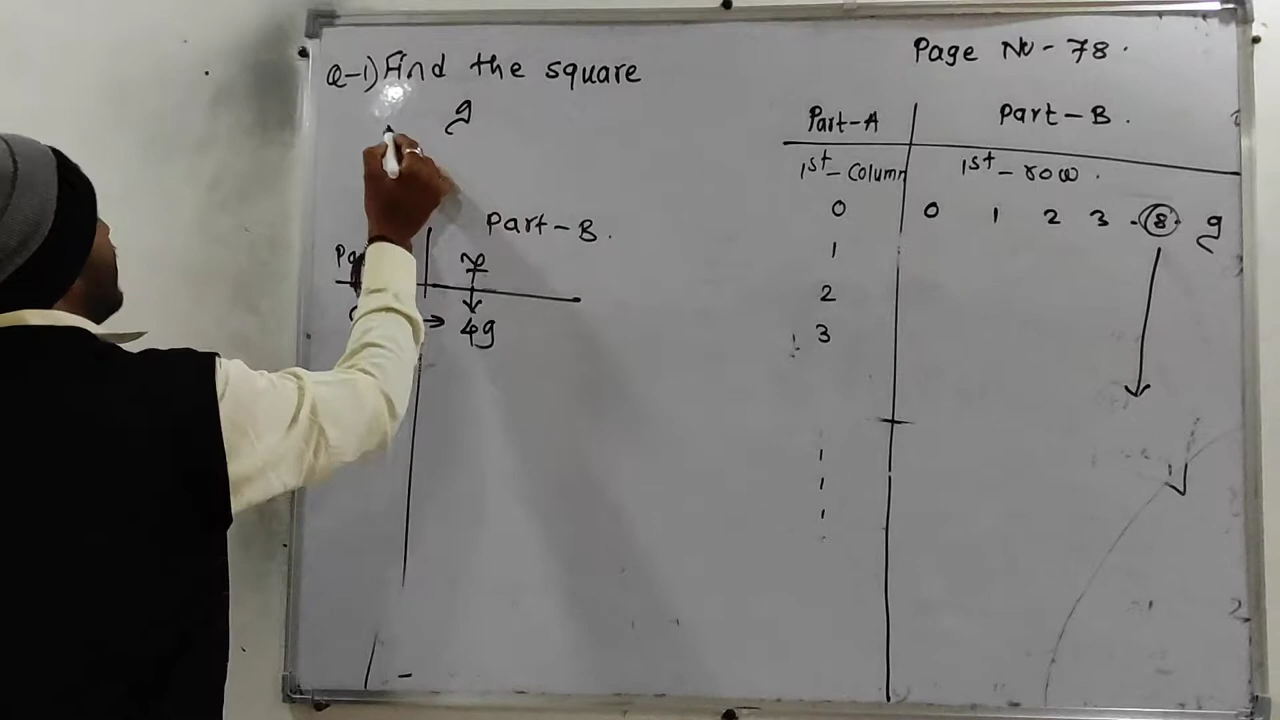 Q-1) Find the square
9
Part-B.
7
49
Page No-78.
Part-A Part-B.
1st-Column 1st-row.
0 0 1 2 3 - 8 - 9
1
2
3